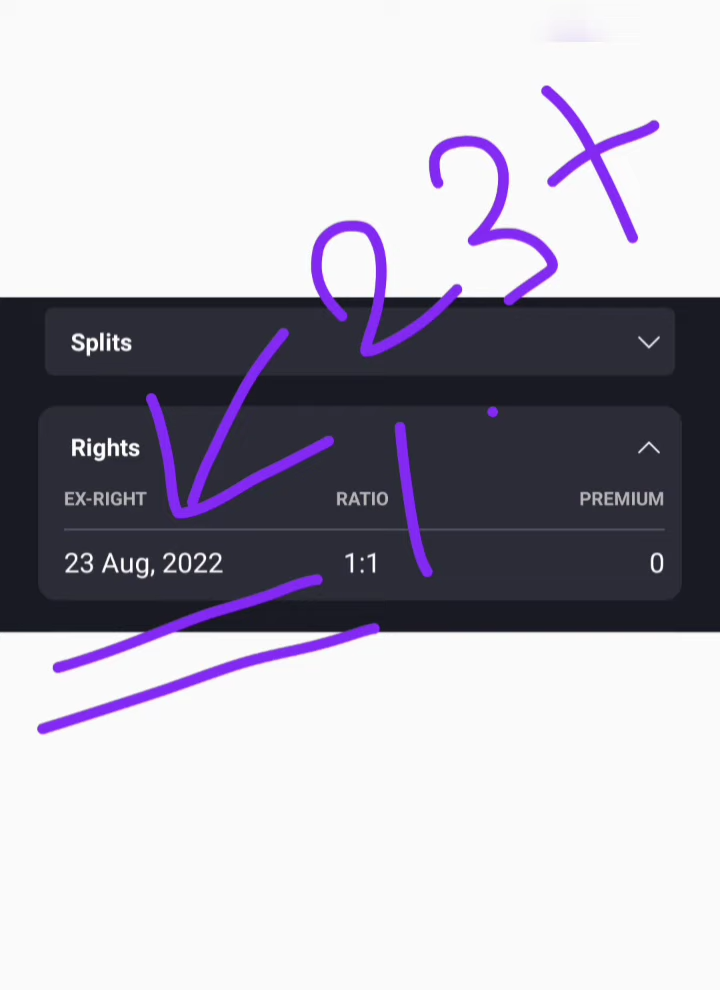 23+
Splits
Rights
EX-RIGHT RATIO PREMIUM
23 Aug, 2022 1:1 0